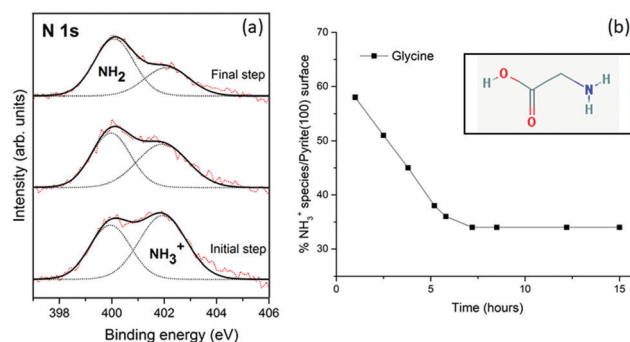 N 1s
(a)
NH2
Final step
NH3+
Initial step
Intensity (arb. units)
398 400 402 404 406
Binding energy (eV)
(b)
Glycine
H O O N H H
% NH3+ species/Pyrite(100) surface
70
60
50
40
30
0 5 10 15
Time (hours)